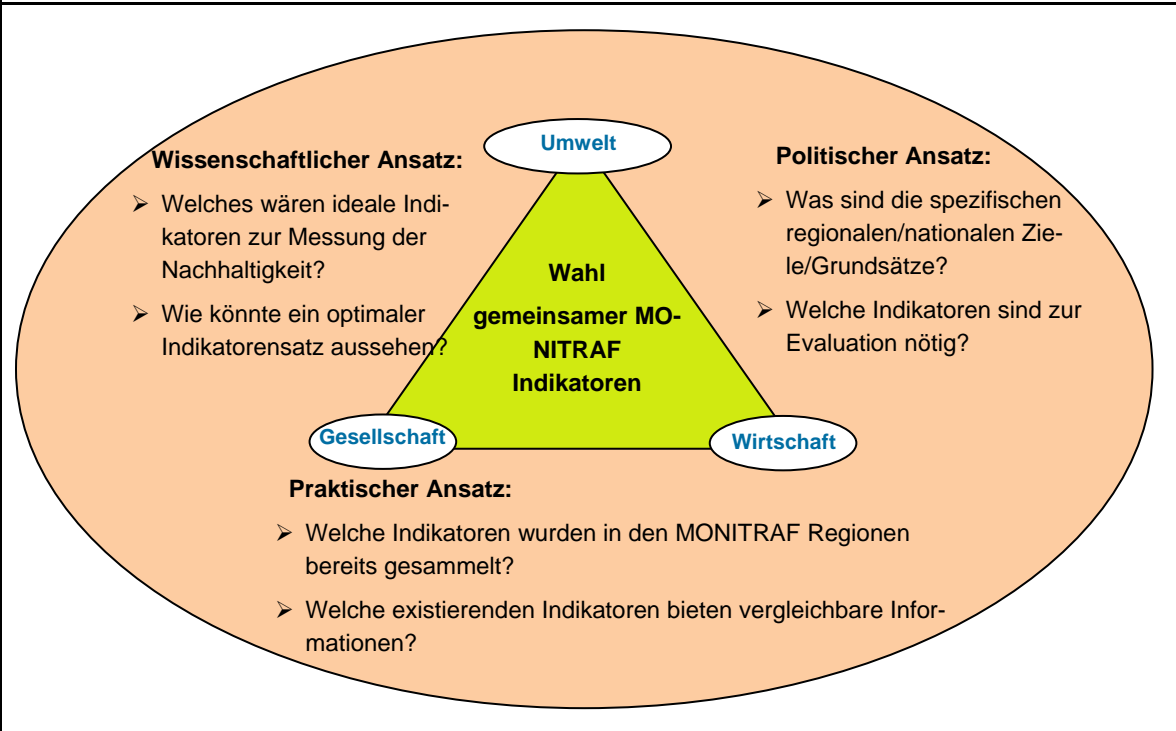 Umwelt
Wissenschaftlicher Ansatz:
➢ Welches wären ideale Indi-
katoren zur Messung der
Nachhaltigkeit?
➢ Wie könnte ein optimaler
Indikatorensatz aussehen?
Wahl
gemeinsamer MO-
NITRAF
Indikatoren
Politischer Ansatz:
➢ Was sind die spezifischen
regionalen/nationalen Zie-
le/Grundsätze?
➢ Welche Indikatoren sind zur
Evaluation nötig?
Gesellschaft
Wirtschaft
Praktischer Ansatz:
➢ Welche Indikatoren wurden in den MONITRAF Regionen
bereits gesammelt?
➢ Welche existierenden Indikatoren bieten vergleichbare Infor-
mationen?